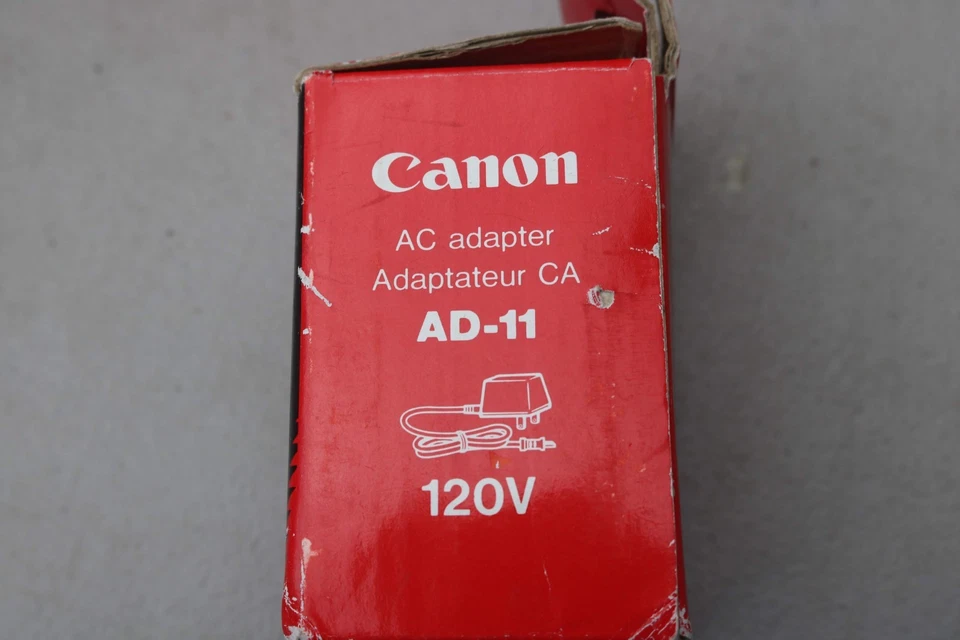 Canon
AC adapter
Adaptateur CA
AD-11
120V